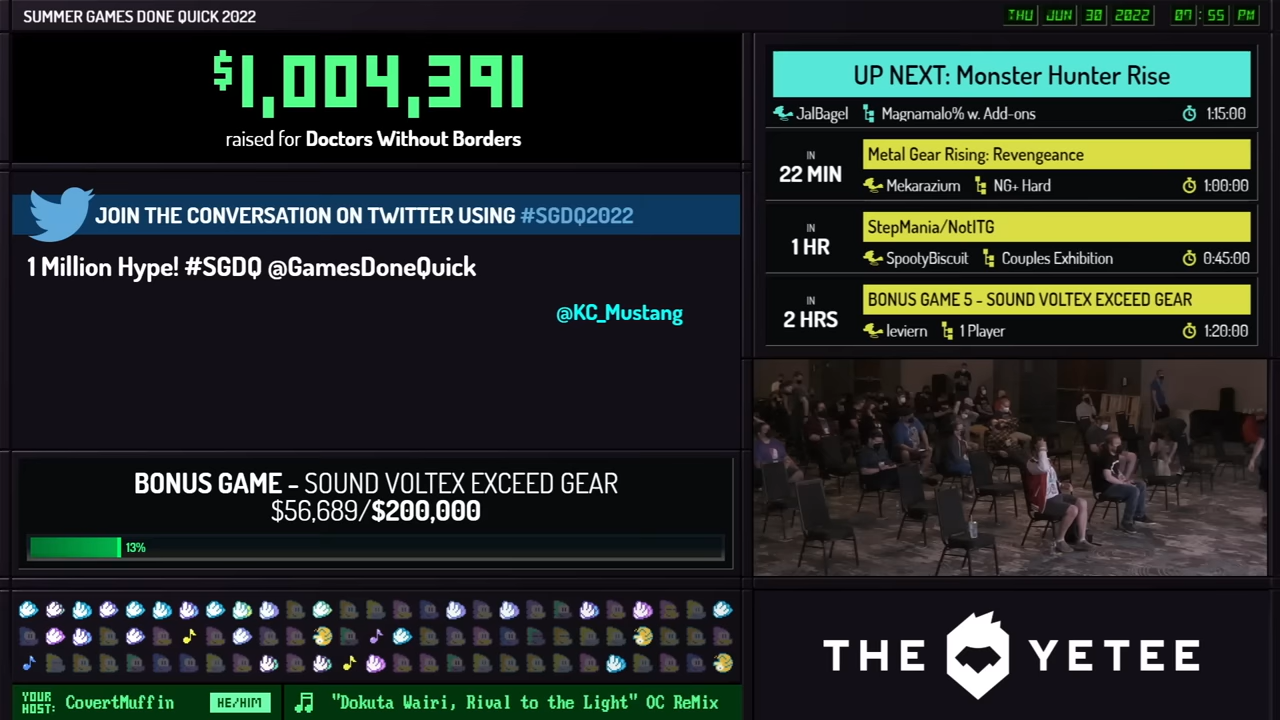 SUMMER GAMES DONE QUICK 2022
THU JUN 30 2022 07:55 PM
$1,004,391
raised for Doctors Without Borders
JOIN THE CONVERSATION ON TWITTER USING #SGDQ2022
1 Million Hype! #SGDQ @GamesDoneQuick
@KC_Mustang
BONUS GAME - SOUND VOLTEX EXCEED GEAR
$56,689/$200,000
13%
YOUR HOST: CovertMuffin HE/HIM
"Dokuta Wairi, Rival to the Light" OC ReMix
UP NEXT: Monster Hunter Rise
JalBagel Magnamalo% w. Add-ons 1:15:00
IN 22 MIN
Metal Gear Rising: Revengeance
Mekarazium NG+ Hard 1:00:00
IN 1 HR
StepMania/NotITG
SpootyBiscuit Couples Exhibition 0:45:00
IN 2 HRS
BONUS GAME 5 - SOUND VOLTEX EXCEED GEAR
leviern 1 Player 1:20:00
THE YETEE